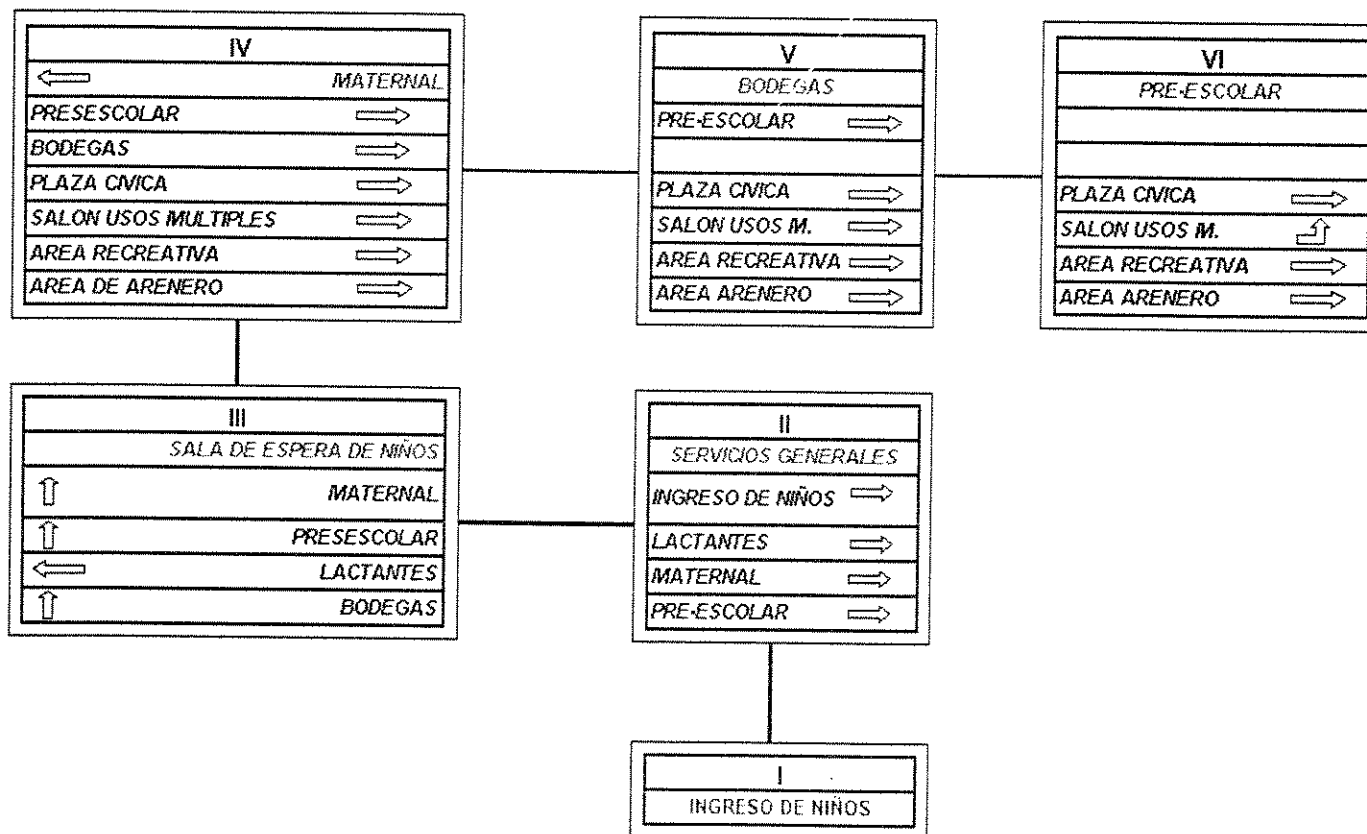 IV
MATERNAL
PRESESCOLAR
BODEGAS
PLAZA CIVICA
SALON USOS MULTIPLES
AREA RECREATIVA
AREA DE ARENERO
V
BODEGAS
PRE-ESCOLAR
PLAZA CIVICA
SALON USOS M.
AREA RECREATIVA
AREA ARENERO
VI
PRE-ESCOLAR
PLAZA CIVICA
SALON USOS M.
AREA RECREATIVA
AREA ARENERO
III
SALA DE ESPERA DE NIÑOS
MATERNAL
PRESESCOLAR
LACTANTES
BODEGAS
II
SERVICIOS GENERALES
INGRESO DE NIÑOS
LACTANTES
MATERNAL
PRE-ESCOLAR
I
INGRESO DE NIÑOS